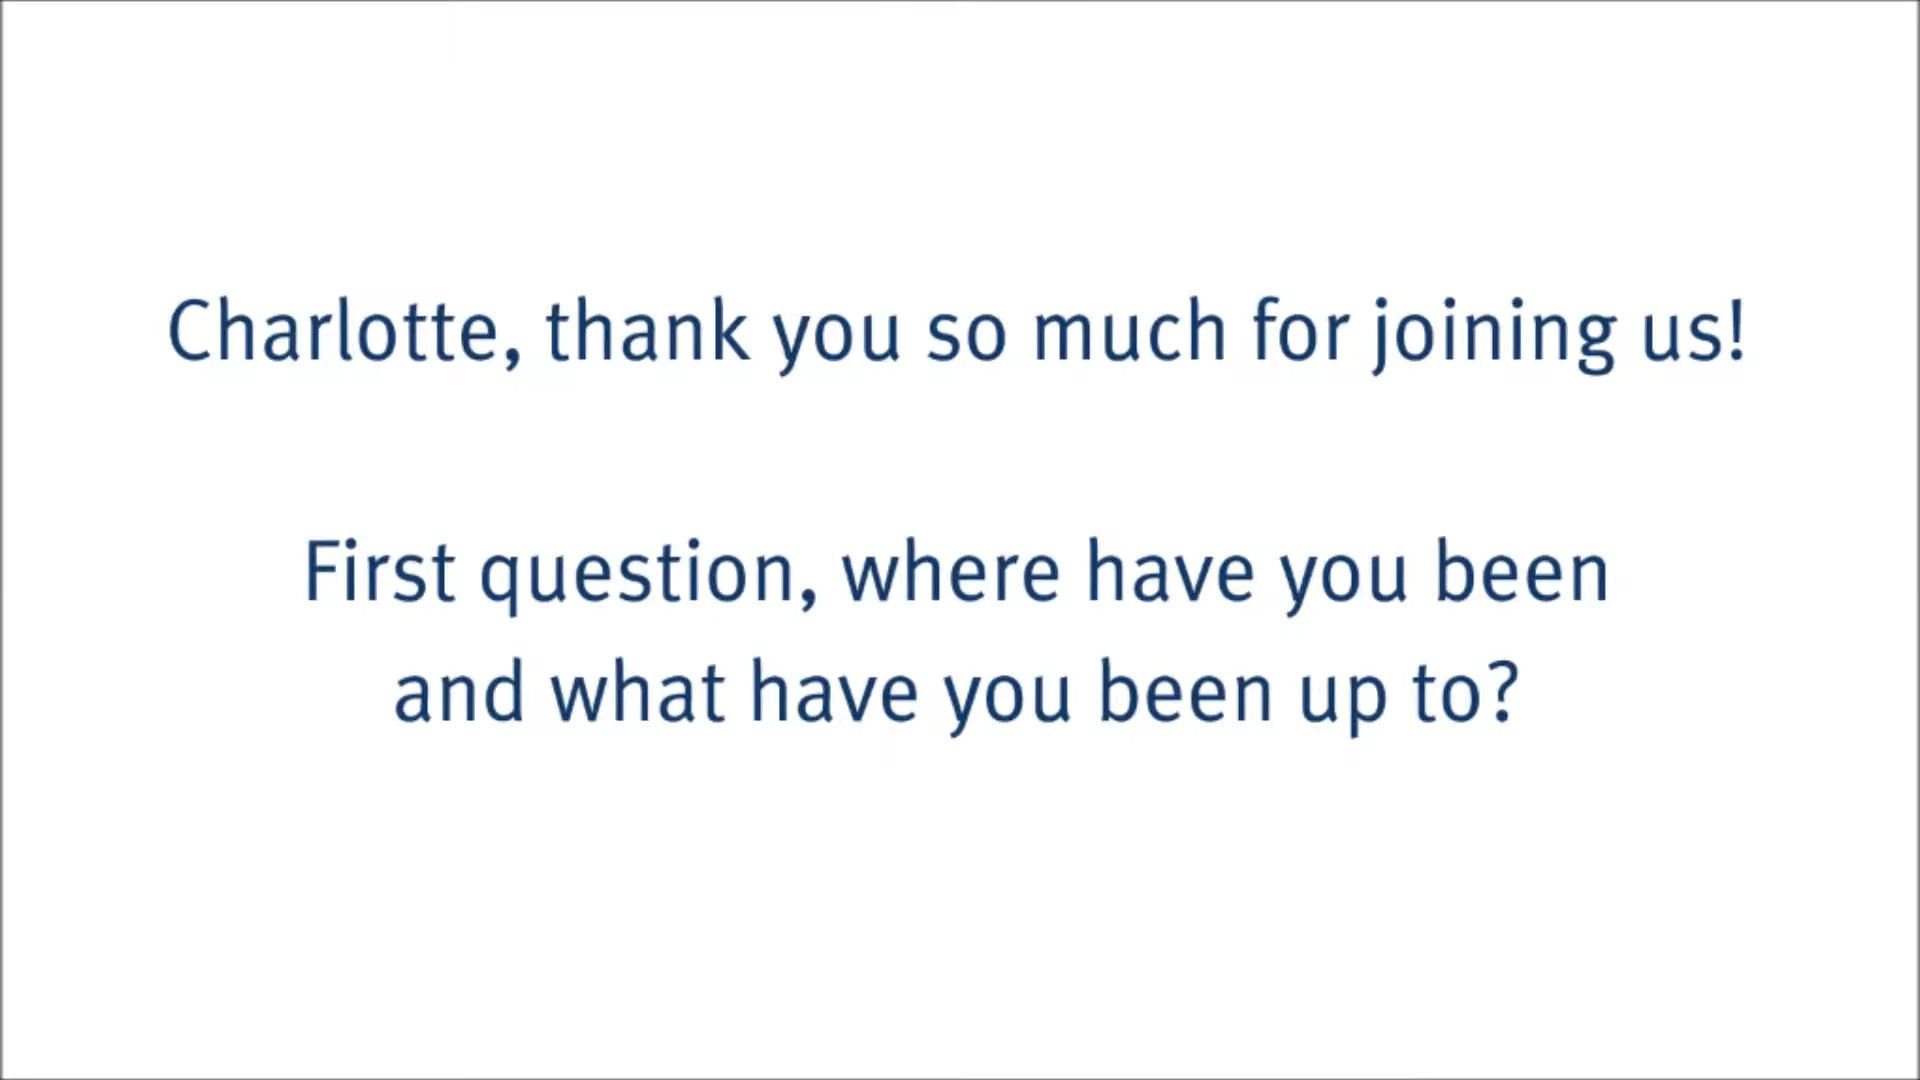 Charlotte, thank you so much for joining us!
First question, where have you been
and what have you been up to?